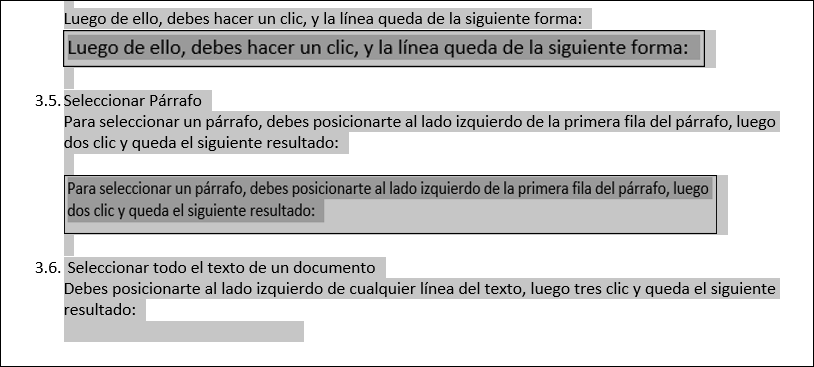 Luego de ello, debes hacer un clic, y la línea queda de la siguiente forma:
Luego de ello, debes hacer un clic, y la línea queda de la siguiente forma:
3.5. Seleccionar Párrafo
Para seleccionar un párrafo, debes posicionarte al lado izquierdo de la primera fila del párrafo, luego
dos clic y queda el siguiente resultado:
Para seleccionar un párrafo, debes posicionarte al lado izquierdo de la primera fila del párrafo, luego
dos clic y queda el siguiente resultado:
3.6. Seleccionar todo el texto de un documento
Debes posicionarte al lado izquierdo de cualquier línea del texto, luego tres clic y queda el siguiente
resultado: